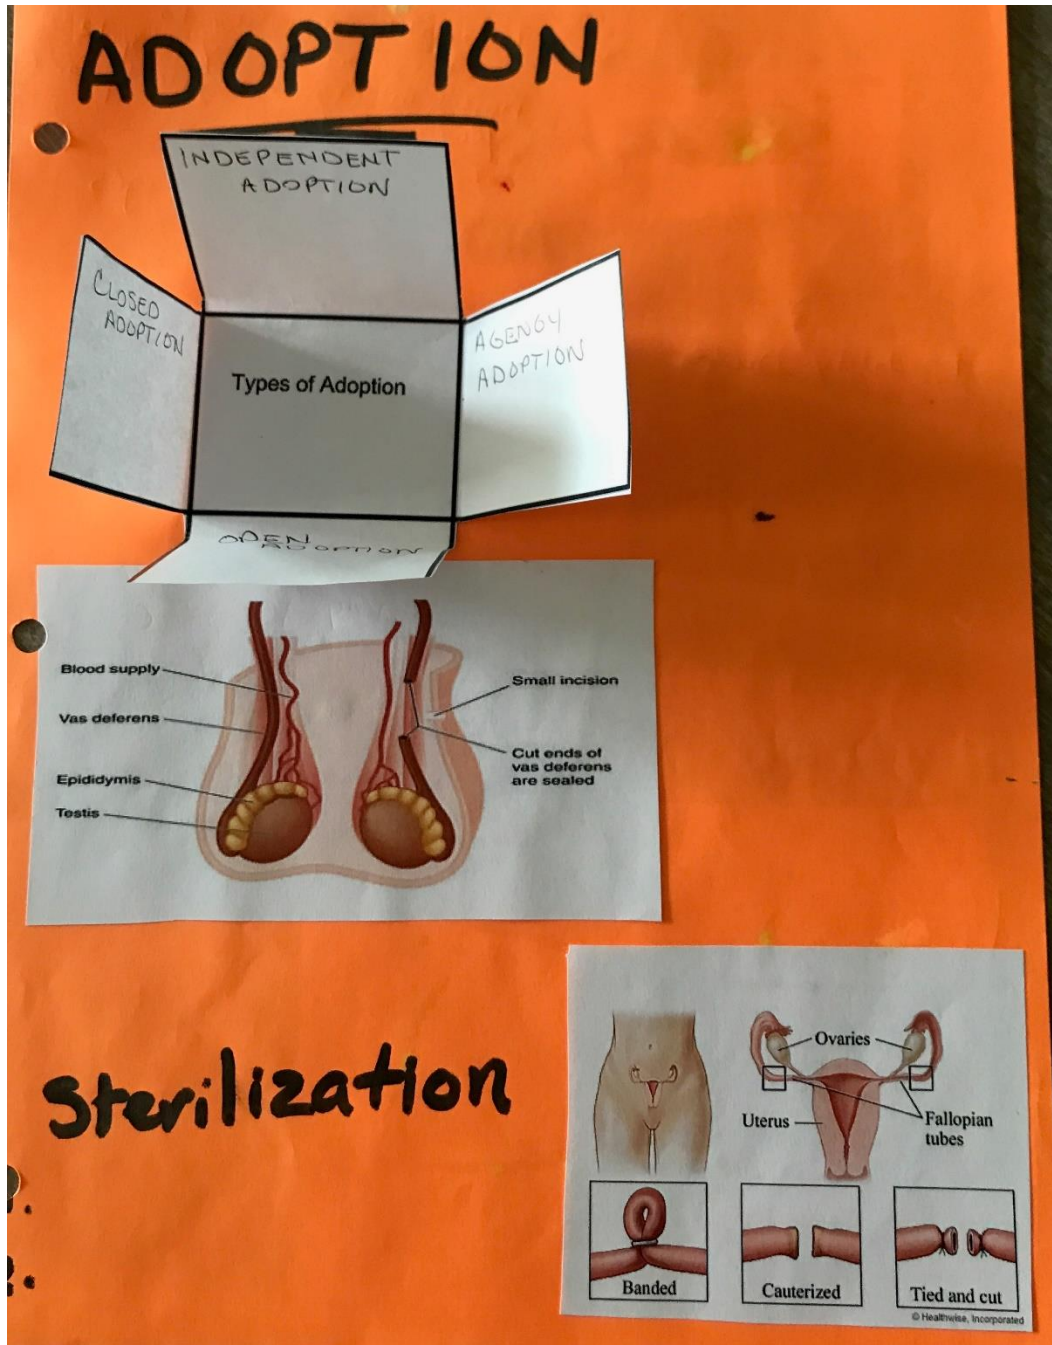 ADOPTION
INDEPENDENT
ADOPTION
CLOSED
ADOPTION
AGENCY
ADOPTION
Types of Adoption
OPEN
ADOPTION
Blood supply
Vas deferens
Epididymis
Testis
Small incision
Cut ends of
vas deferens
are sealed
Sterilization
Ovaries
Uterus
Fallopian
tubes
Banded
Cauterized
Tied and cut
© Healthwise, Incorporated